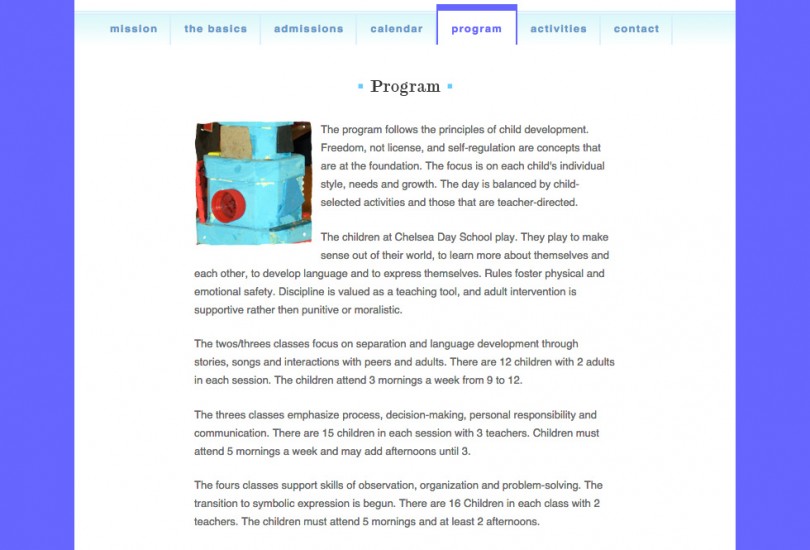 mission the basics admissions calendar program activities contact
Program
The program follows the principles of child development.
Freedom, not license, and self-regulation are concepts that
are at the foundation. The focus is on each child's individual
style, needs and growth. The day is balanced by child-
selected activities and those that are teacher-directed.
The children at Chelsea Day School play. They play to make
sense out of their world, to learn more about themselves and
each other, to develop language and to express themselves. Rules foster physical and
emotional safety. Discipline is valued as a teaching tool, and adult intervention is
supportive rather then punitive or moralistic.
The twos/threes classes focus on separation and language development through
stories, songs and interactions with peers and adults. There are 12 children with 2 adults
in each session. The children attend 3 mornings a week from 9 to 12.
The threes classes emphasize process, decision-making, personal responsibility and
communication. There are 15 children in each session with 3 teachers. Children must
attend 5 mornings a week and may add afternoons until 3.
The fours classes support skills of observation, organization and problem-solving. The
transition to symbolic expression is begun. There are 16 Children in each class with 2
teachers. The children must attend 5 mornings and at least 2 afternoons.